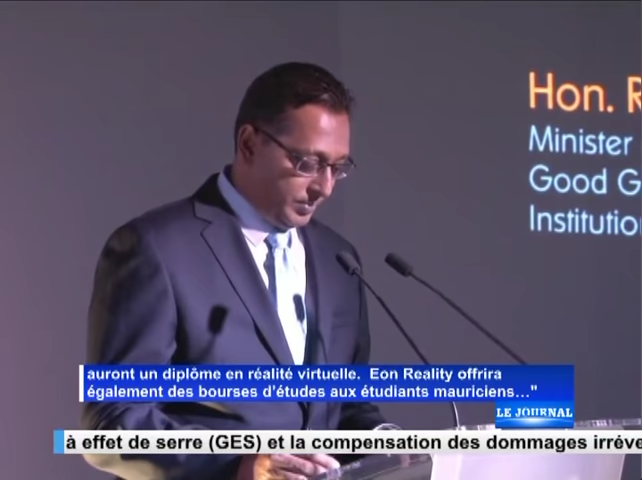 Hon. R
Minister
Good G
Institutio
auront un diplôme en réalité virtuelle. Eon Reality offrira
également des bourses d'études aux étudiants mauriciens..."
LE JOURNAL
à effet de serre (GES) et la compensation des dommages irréve